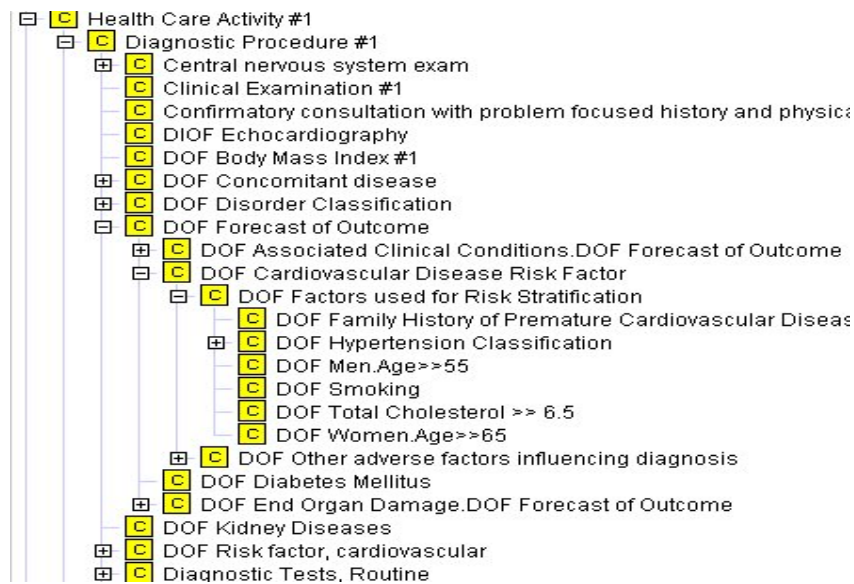 C Health Care Activity #1
C Diagnostic Procedure #1
C Central nervous system exam
C Clinical Examination #1
C Confirmatory consultation with problem focused history and physica
C DIOF Echocardiography
C DOF Body Mass Index #1
C DOF Concomitant disease
C DOF Disorder Classification
C DOF Forecast of Outcome
C DOF Associated Clinical Conditions.DOF Forecast of Outcome
C DOF Cardiovascular Disease Risk Factor
C DOF Factors used for Risk Stratification
C DOF Family History of Premature Cardiovascular Diseas
C DOF Hypertension Classification
C DOF Men.Age>>55
C DOF Smoking
C DOF Total Cholesterol >> 6.5
C DOF Women.Age>>65
C DOF Other adverse factors influencing diagnosis
C DOF Diabetes Mellitus
C DOF End Organ Damage.DOF Forecast of Outcome
C DOF Kidney Diseases
C DOF Risk factor, cardiovascular
C Diagnostic Tests, Routine